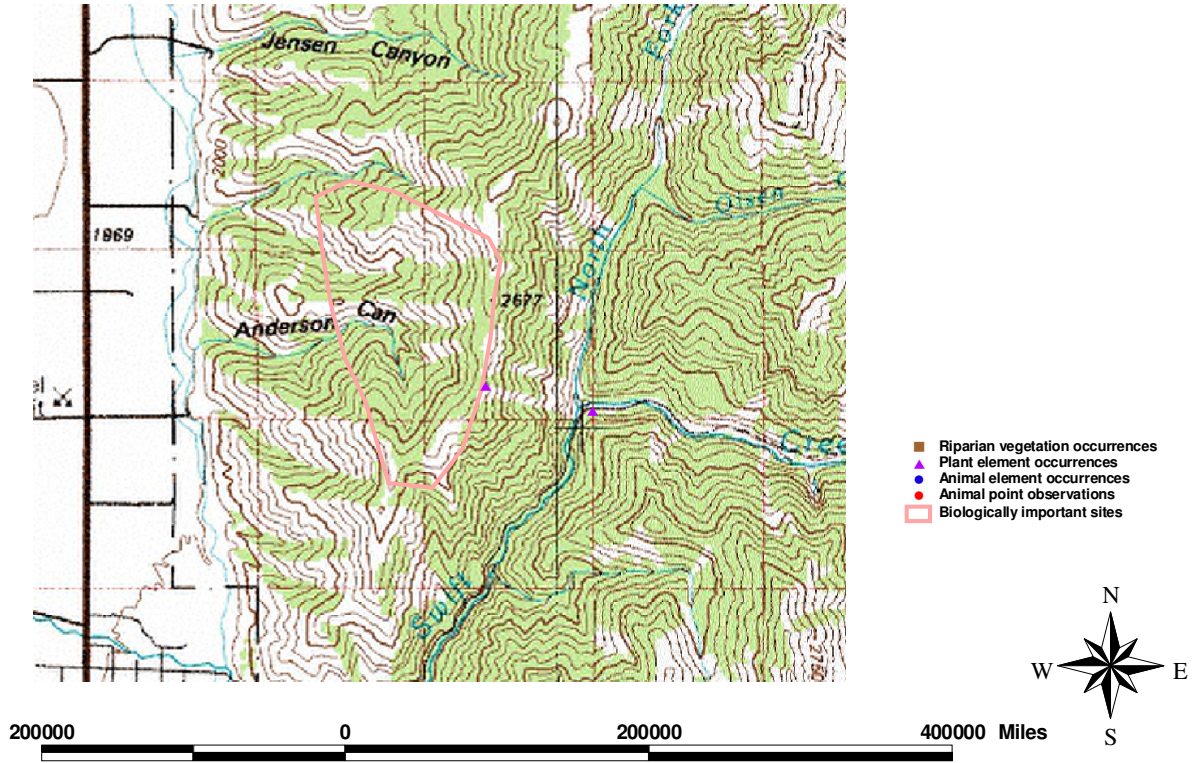 Jensen Canyon
Fork
2000
Olsen
1969
North
2677
Anderson Can
Creek
Swift
Riparian vegetation occurrences
Plant element occurrences
Animal element occurrences
Animal point observations
Biologically important sites
N
W E
S
200000 0 200000 400000 Miles